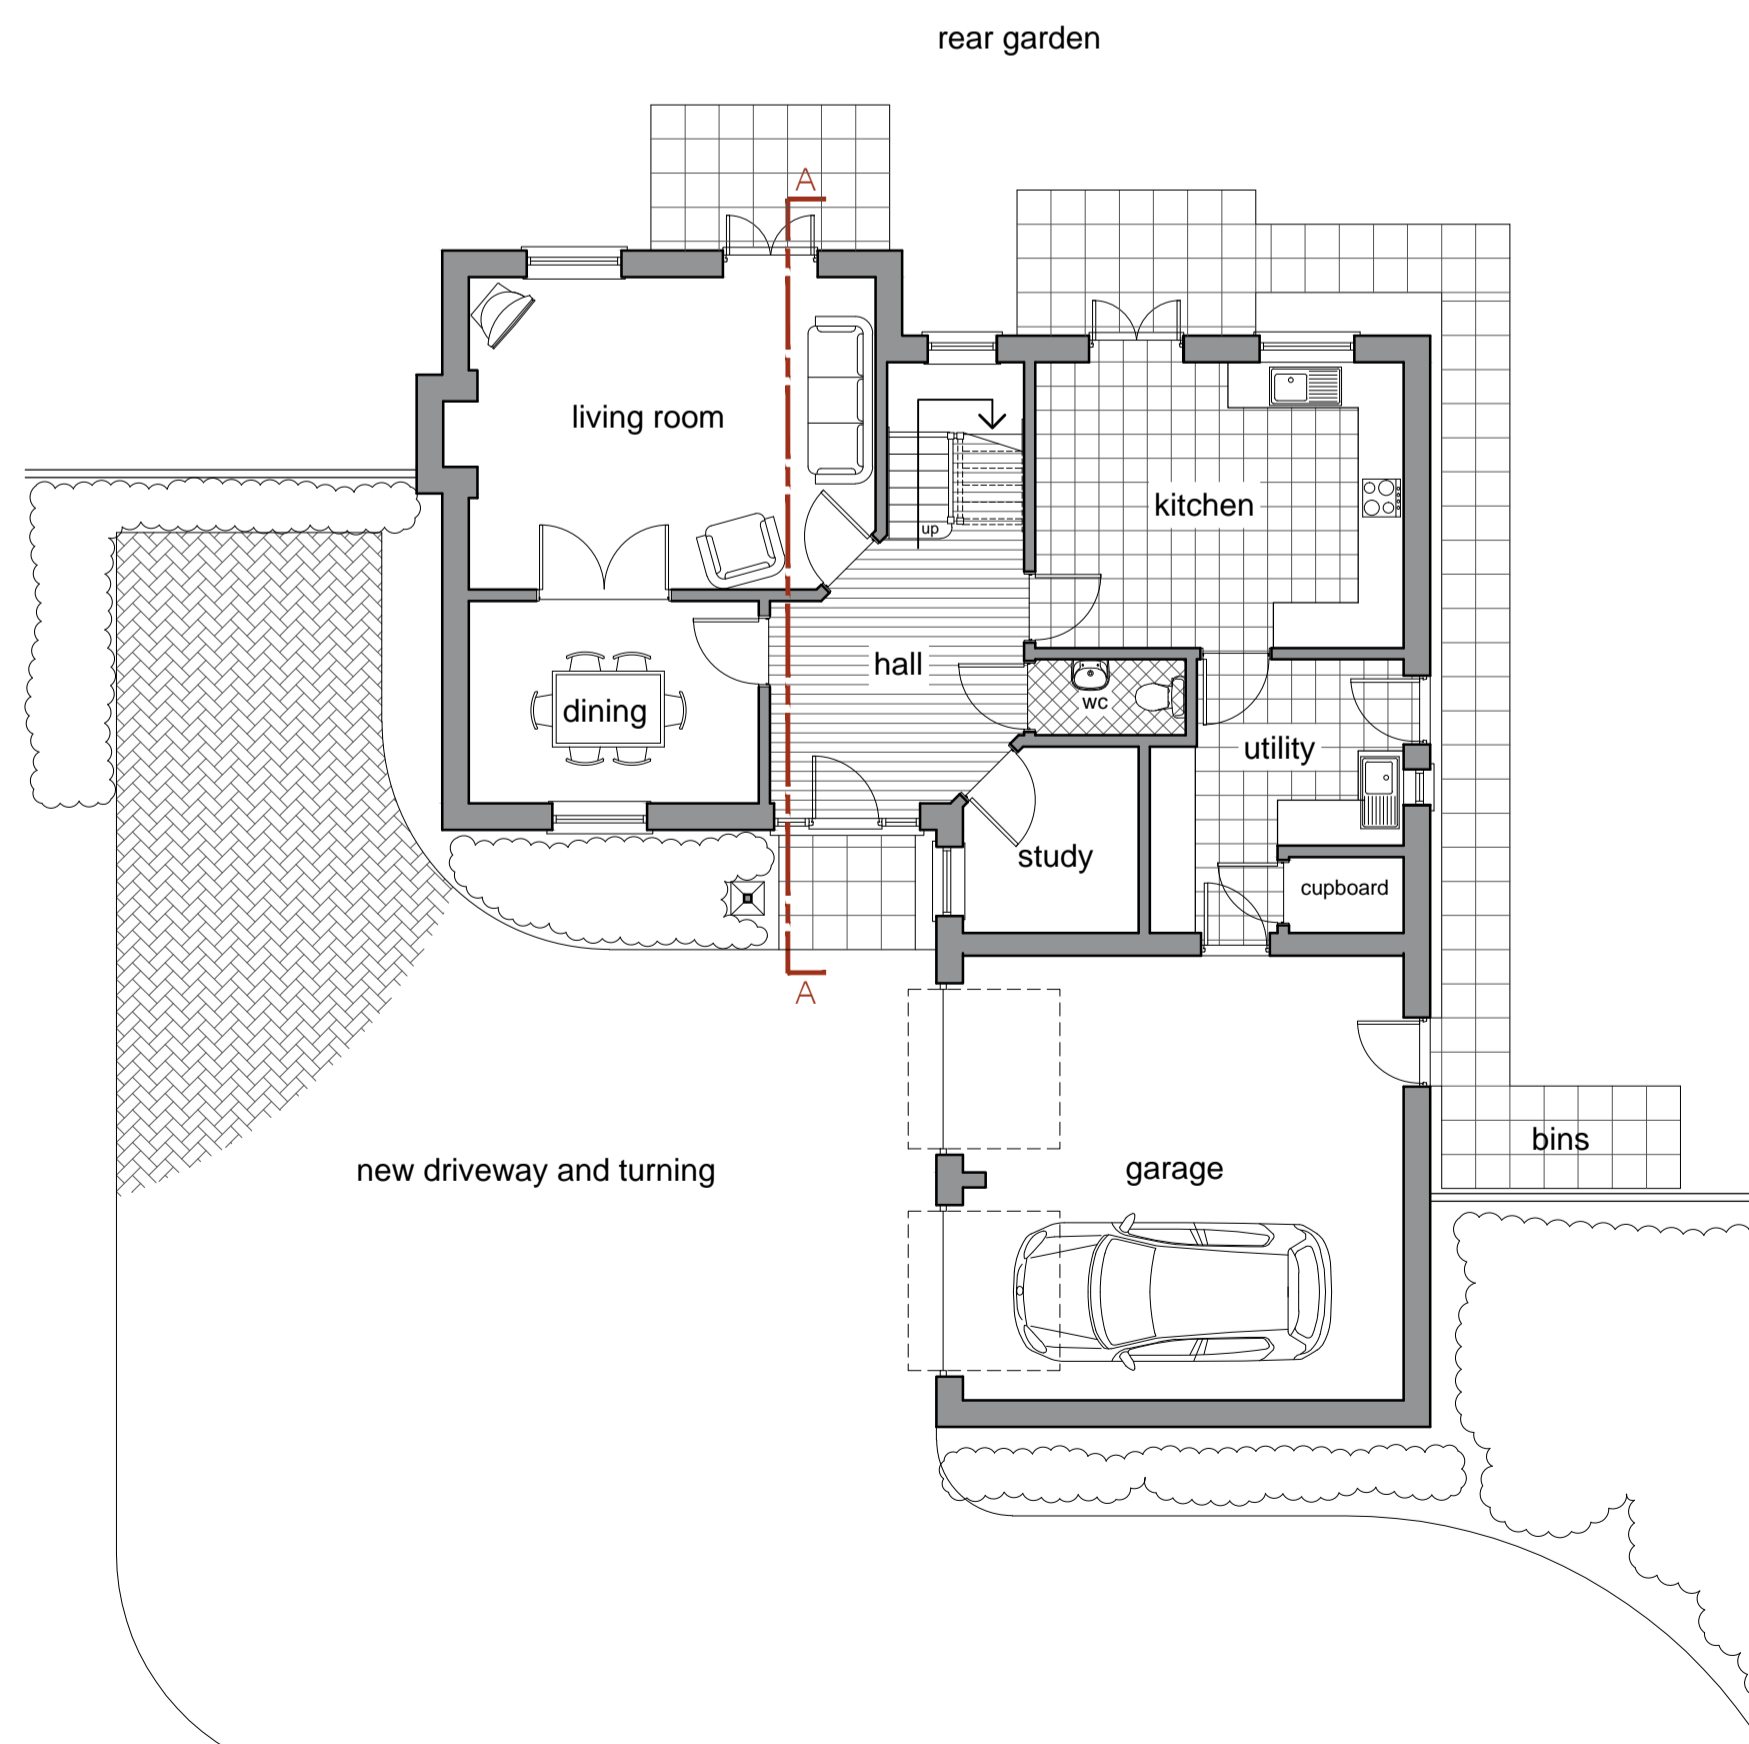 rear garden
A
living room
kitchen
up
hall
wc
dining
utility
study
cupboard
A
bins
new driveway and turning
garage